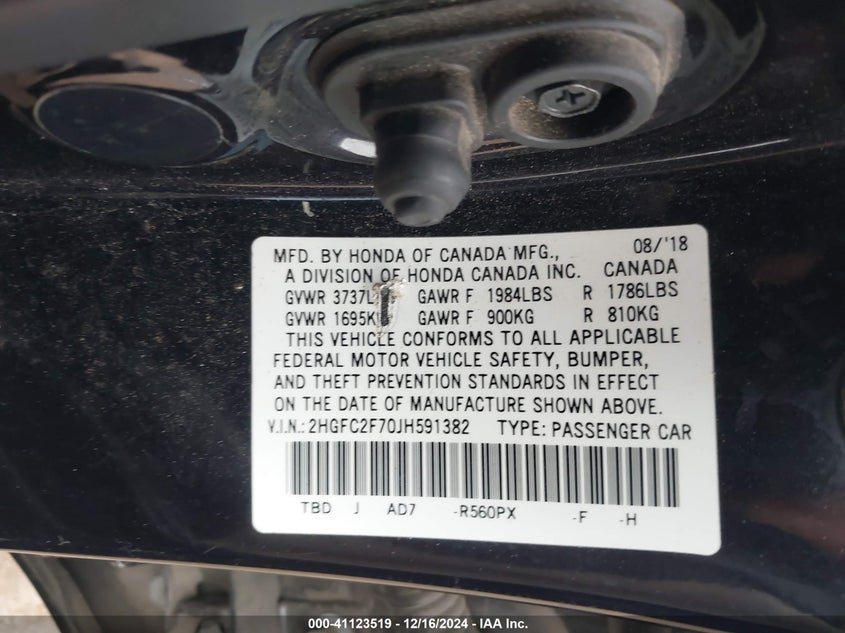 MFD. BY HONDA OF CANADA MFG., 08/'18
A DIVISION OF HONDA CANADA INC. CANADA
GVWR 3737L GAWR F 1984LBS R 1786LBS
GVWR 1695K GAWR F 900KG R 810KG
THIS VEHICLE CONFORMS TO ALL APPLICABLE
FEDERAL MOTOR VEHICLE SAFETY, BUMPER,
AND THEFT PREVENTION STANDARDS IN EFFECT
ON THE DATE OF MANUFACTURE SHOWN ABOVE.
V.I.N.: 2HGFC2F70JH591382 TYPE: PASSENGER CAR
TBD J AD7 -R560PX -F -H
000-41123519 - 12/16/2024 - IAA Inc.